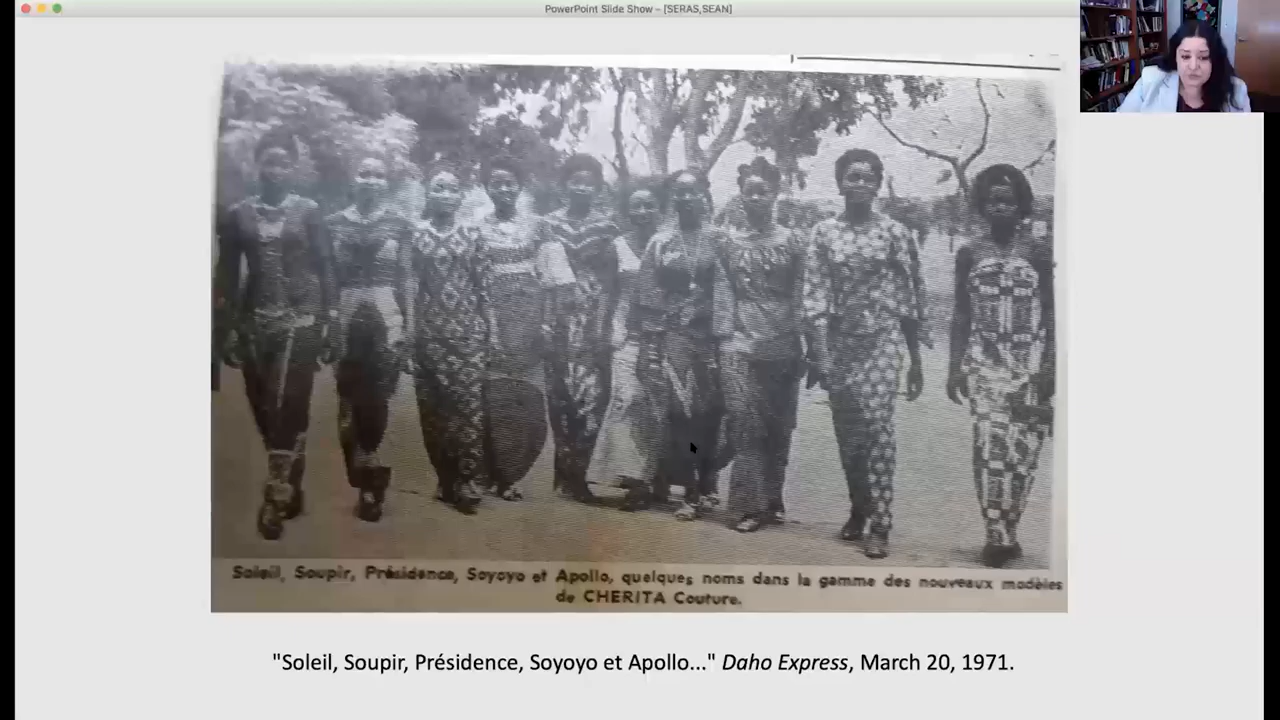 PowerPoint Slide Show – [SERAS,SEAN]
Soleil, Soupir, Présidence, Soyoyo et Apollo, quelques noms dans la gamme des nouveaux modèles
de CHERITA Couture.
"Soleil, Soupir, Présidence, Soyoyo et Apollo..." Daho Express, March 20, 1971.